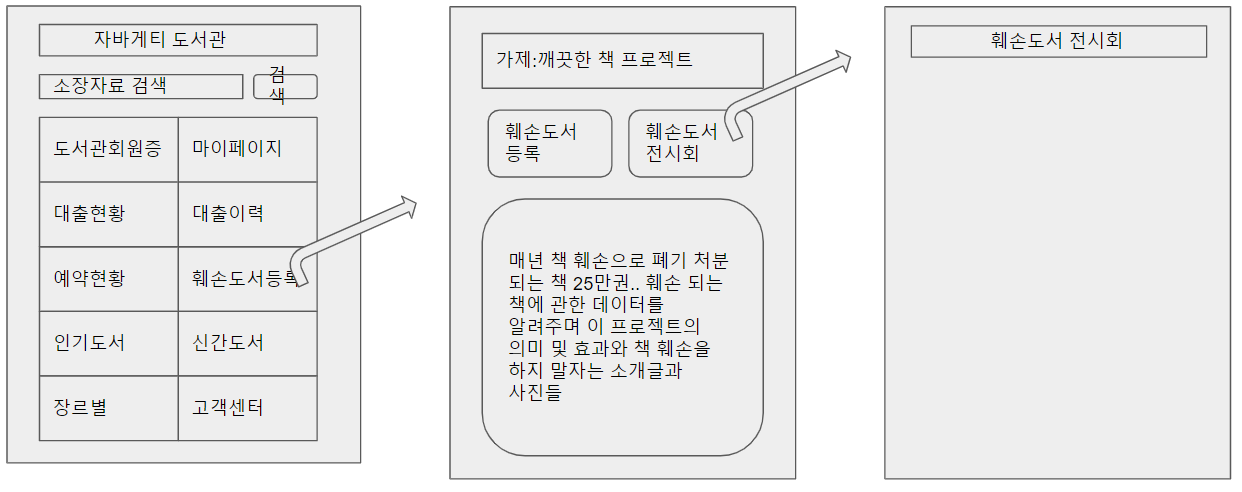 자바게티 도서관
소장자료 검색
검
색
도서관회원증
마이페이지
대출현황
대출이력
예약현황
훼손도서등록
인기도서
신간도서
장르별
고객센터
가제:깨끗한 책 프로젝트
훼손도서
등록
훼손도서
전시회
매년 책 훼손으로 폐기 처분
되는 책 25만권.. 훼손 되는
책에 관한 데이터를
알려주며 이 프로젝트의
의미 및 효과와 책 훼손을
하지 말자는 소개글과
사진들
훼손도서 전시회